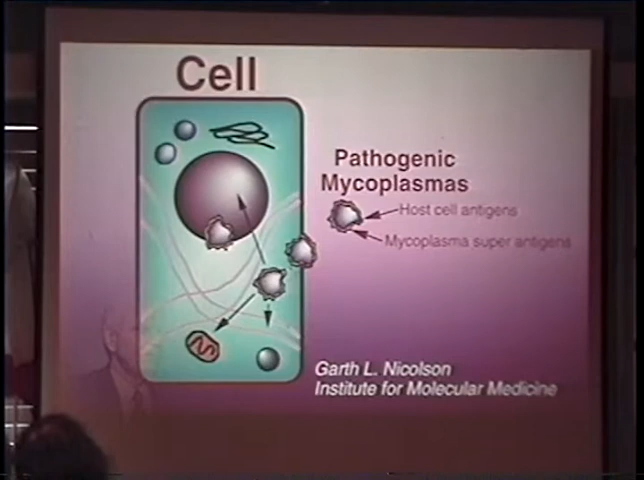 Cell
Pathogenic
Mycoplasmas
Host cell antigens
Mycoplasma super antigens
Garth L. Nicolson
Institute for Molecular Medicine